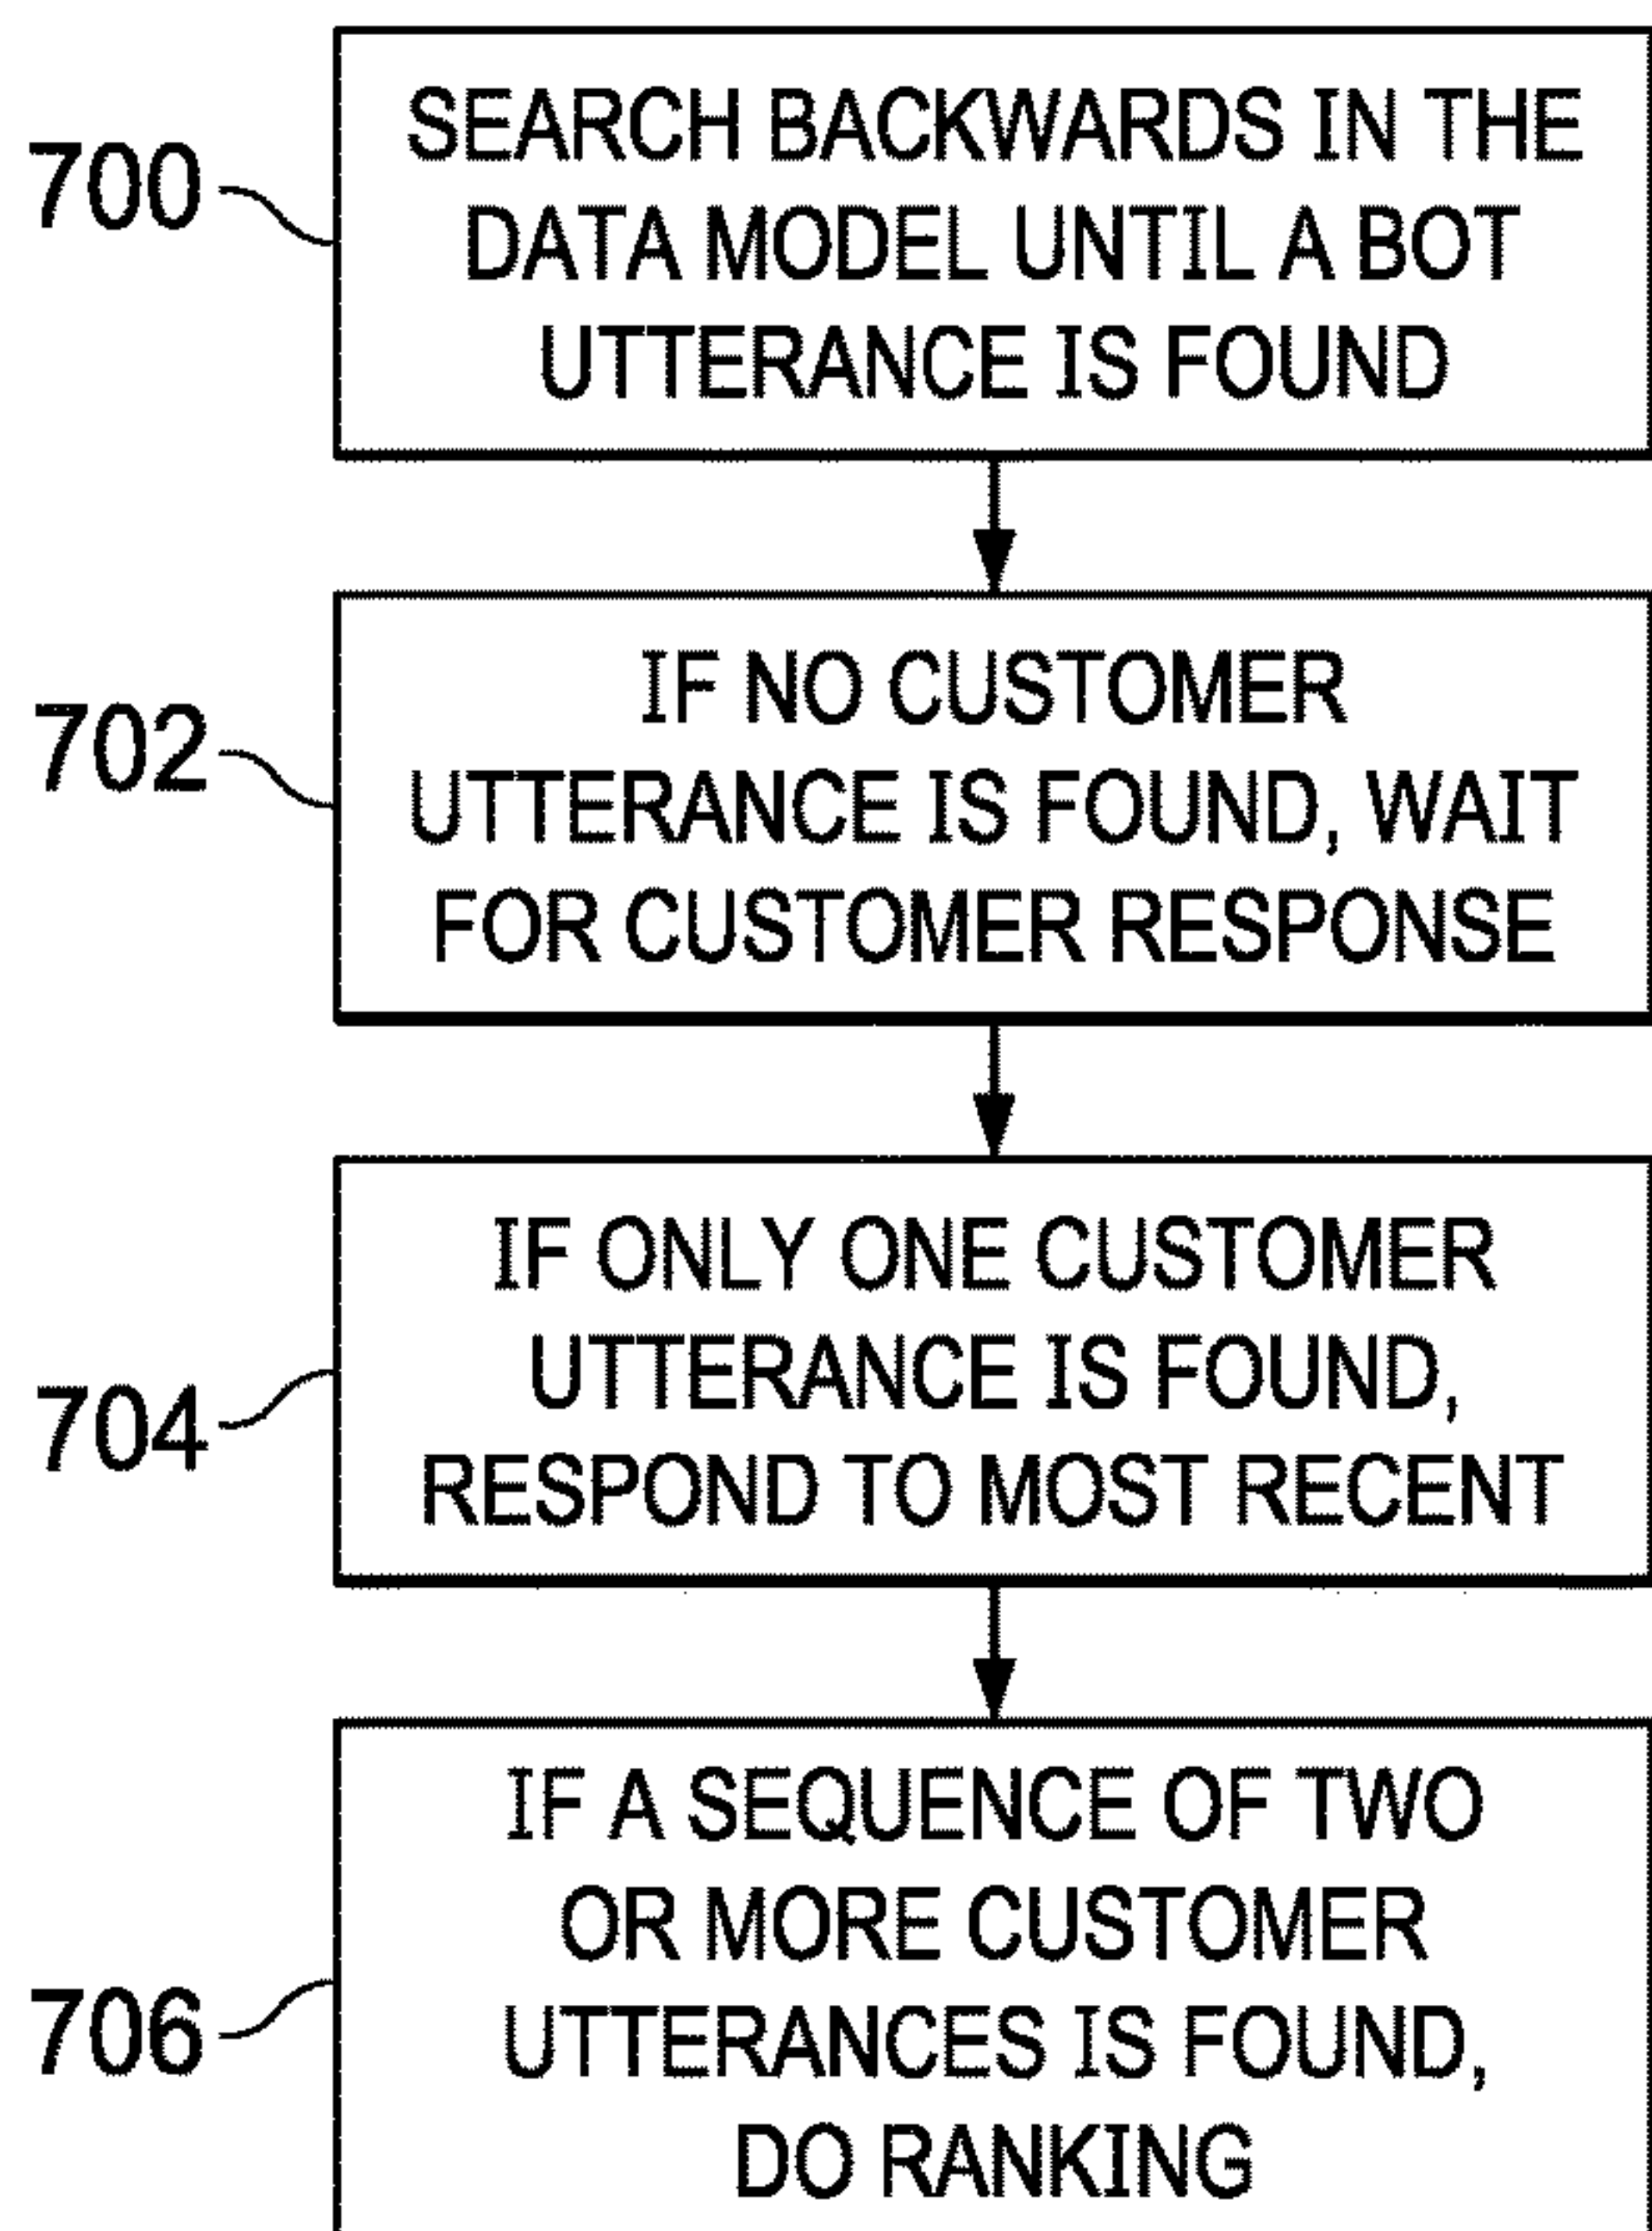 700
SEARCH BACKWARDS IN THE
DATA MODEL UNTIL A BOT
UTTERANCE IS FOUND
702
IF NO CUSTOMER
UTTERANCE IS FOUND, WAIT
FOR CUSTOMER RESPONSE
704
IF ONLY ONE CUSTOMER
UTTERANCE IS FOUND,
RESPOND TO MOST RECENT
706
IF A SEQUENCE OF TWO
OR MORE CUSTOMER
UTTERANCES IS FOUND,
DO RANKING